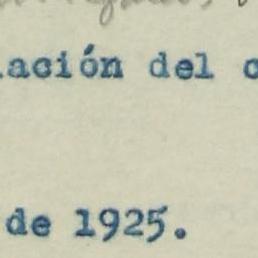 ación del
de 1925.